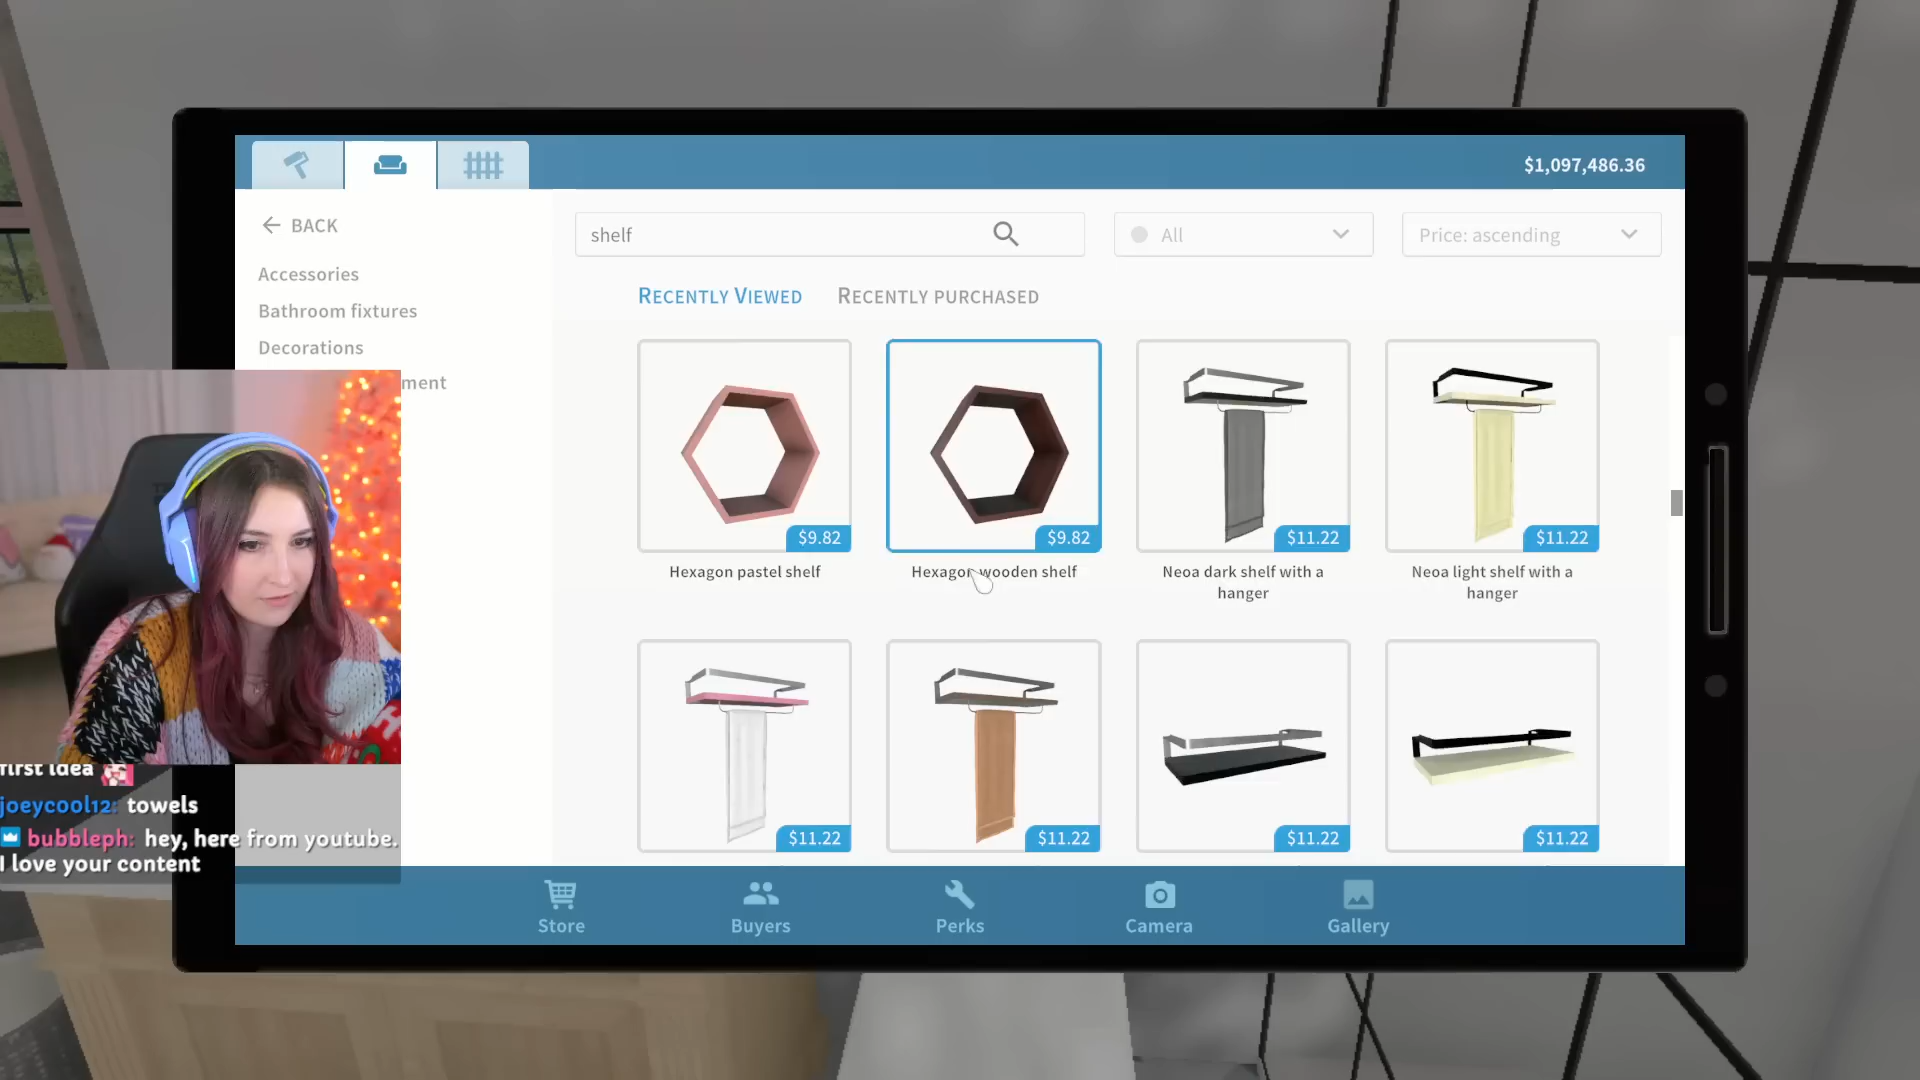 $1,097,486.36
BACK
shelf
All
Price: ascending
Accessories
Bathroom fixtures
Decorations
ment
RECENTLY VIEWED
RECENTLY PURCHASED
$9.82
$9.82
$11.22
$11.22
Hexagon pastel shelf
Hexagon wooden shelf
Neoa dark shelf with a
hanger
Neoa light shelf with a
hanger
$11.22
$11.22
$11.22
$11.22
first idea
joeycool12: towels
bubbleph: hey, here from youtube.
I love your content
Store
Buyers
Perks
Camera
Gallery